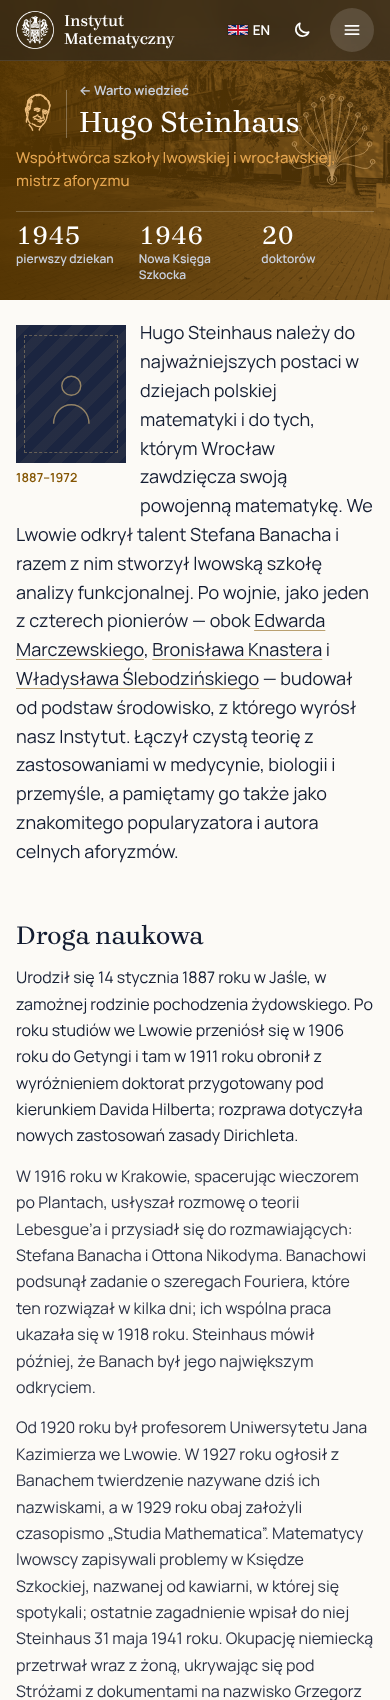 Instytut
Matematyczny
EN
← Warto wiedzieć
Hugo Steinhaus
Współtwórca szkoły lwowskiej i wrocławskiej,
mistrz aforyzmu
1945
pierwszy dziekan
1946
Nowa Księga
Szkocka
20
doktorów
1887–1972
Hugo Steinhaus należy do
najważniejszych postaci w
dziejach polskiej
matematyki i do tych,
którym Wrocław
zawdzięcza swoją
powojenną matematykę. We
Lwowie odkrył talent Stefana Banacha i
razem z nim stworzył lwowską szkołę
analizy funkcjonalnej. Po wojnie, jako jeden
z czterech pionierów — obok Edwarda
Marczewskiego, Bronisława Knastera i
Władysława Ślebodzińskiego — budował
od podstaw środowisko, z którego wyrósł
nasz Instytut. Łączył czystą teorię z
zastosowaniami w medycynie, biologii i
przemyśle, a pamiętamy go także jako
znakomitego popularyzatora i autora
celnych aforyzmów.
Droga naukowa
Urodził się 14 stycznia 1887 roku w Jaśle, w
zamożnej rodzinie pochodzenia żydowskiego. Po
roku studiów we Lwowie przeniósł się w 1906
roku do Getyngi i tam w 1911 roku obronił z
wyróżnieniem doktorat przygotowany pod
kierunkiem Davida Hilberta; rozprawa dotyczyła
nowych zastosowań zasady Dirichleta.
W 1916 roku w Krakowie, spacerując wieczorem
po Plantach, usłyszał rozmowę o teorii
Lebesgue’a i przysiadł się do rozmawiających:
Stefana Banacha i Ottona Nikodyma. Banachowi
podsunął zadanie o szeregach Fouriera, które
ten rozwiązał w kilka dni; ich wspólna praca
ukazała się w 1918 roku. Steinhaus mówił
później, że Banach był jego największym
odkryciem.
Od 1920 roku był profesorem Uniwersytetu Jana
Kazimierza we Lwowie. W 1927 roku ogłosił z
Banachem twierdzenie nazywane dziś ich
nazwiskami, a w 1929 roku obaj założyli
czasopismo „Studia Mathematica”. Matematycy
lwowscy zapisywali problemy w Księdze
Szkockiej, nazwanej od kawiarni, w której się
spotykali; ostatnie zagadnienie wpisał do niej
Steinhaus 31 maja 1941 roku. Okupację niemiecką
przetrwał wraz z żoną, ukrywając się pod
Stróżami z dokumentami na nazwisko Grzegorz